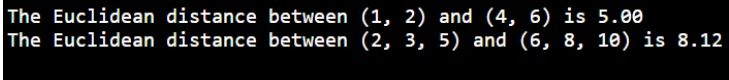 The Euclidean distance between (1, 2) and (4, 6) is 5.00
The Euclidean distance between (2, 3, 5) and (6, 8, 10) is 8.12